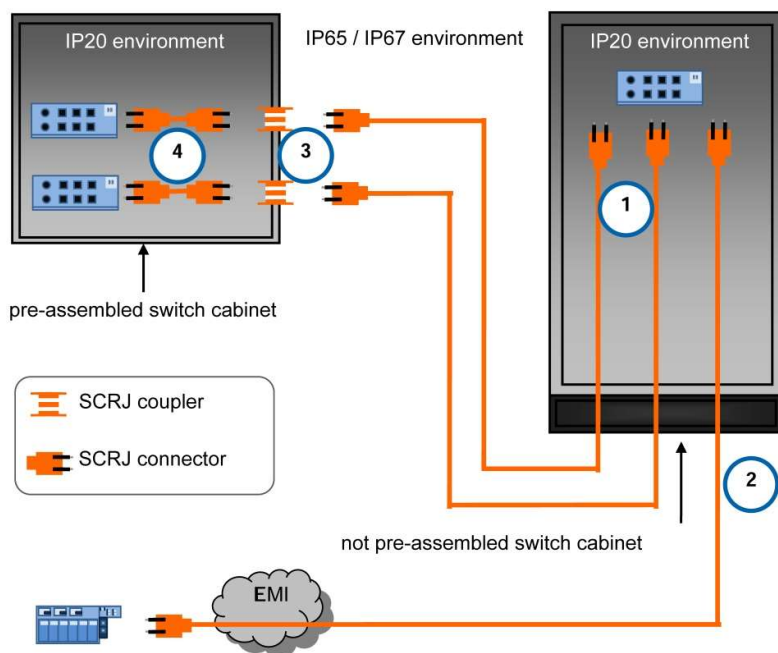 IP20 environment
IP65 / IP67 environment
IP20 environment
4
3
1
pre-assembled switch cabinet
SCRJ coupler
SCRJ connector
2
not pre-assembled switch cabinet
EMI